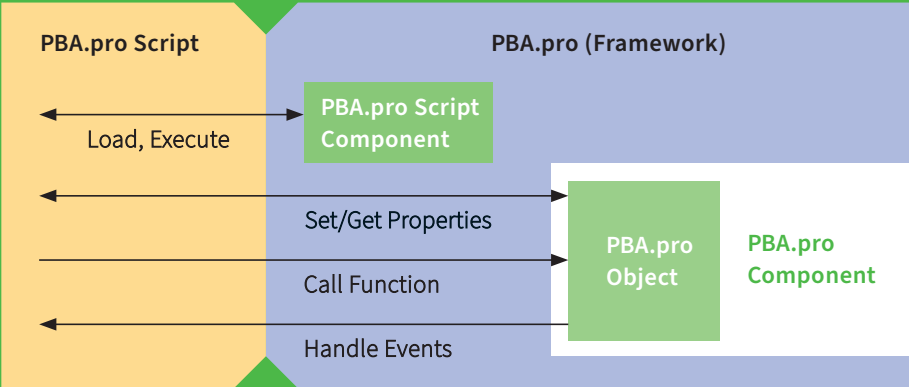 PBA.pro Script
PBA.pro (Framework)
PBA.pro Script
Component
Load, Execute
Set/Get Properties
PBA.pro
Object
PBA.pro
Component
Call Function
Handle Events